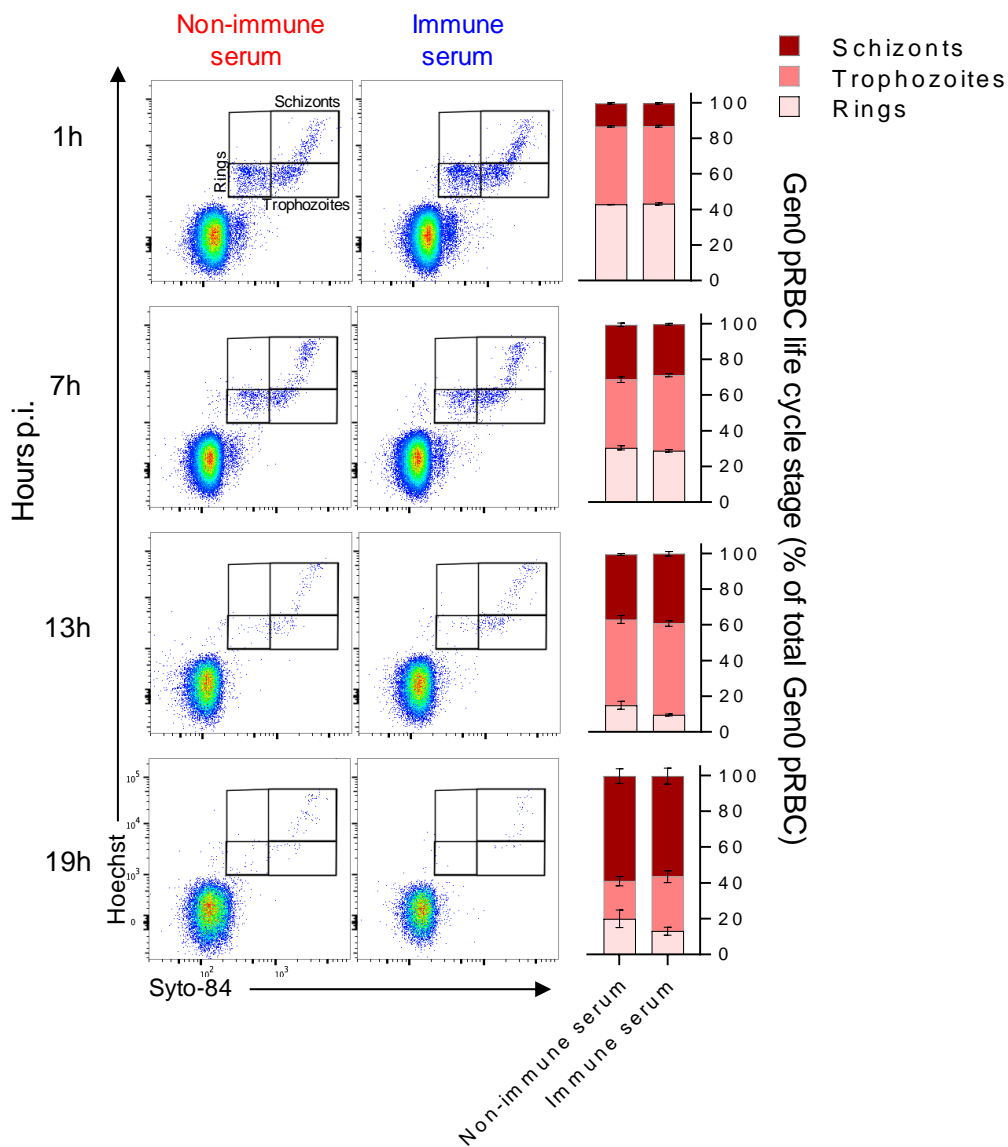 Non-immune
serum
Immune
serum
Schizonts
Trophozoites
Rings
1h
Schizonts
Rings
Trophozoites
100
80
60
40
20
0
7h
100
80
60
40
20
0
13h
100
80
60
40
20
0
19h
10⁵
10⁴
10³
0
100
80
60
40
20
0
Hours p.i.
Hoechst
10²
10³
Syto-84
Gen0 pRBC life cycle stage (% of total Gen0 pRBC)
Non-immune serum
Immune serum